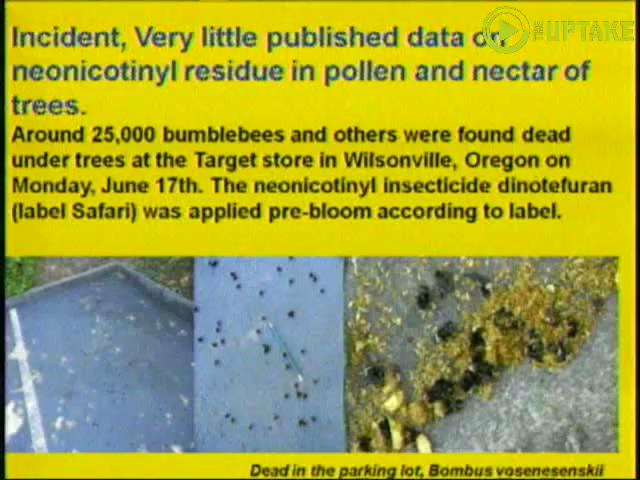 THE UPTAKE
Incident, Very little published data on
neonicotinyl residue in pollen and nectar of
trees.
Around 25,000 bumblebees and others were found dead
under trees at the Target store in Wilsonville, Oregon on
Monday, June 17th. The neonicotinyl insecticide dinotefuran
(label Safari) was applied pre-bloom according to label.
Dead in the parking lot, Bombus vosenesenskii